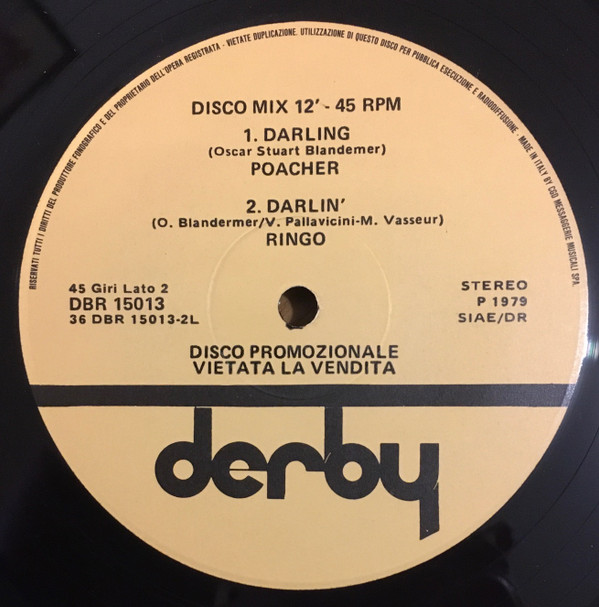 RISERVATI TUTTI I DIRITTI DEL PRODUTTORE FONOGRAFICO E DEL PROPRIETARIO DELL'OPERA REGISTRATA - VIETATE DUPLICAZIONE. UTILIZZAZIONE DI QUESTO DISCO PER PUBBLICA ESECUZIONE E RADIODIFFUSIONE. - MADE IN ITALY BY CGD MESSAGGERIE MUSICALI SPA.
DISCO MIX 12' - 45 RPM
1. DARLING
(Oscar Stuart Blandemer)
POACHER
2. DARLIN'
(O. Blandermer/V. Pallavicini-M. Vasseur)
RINGO
45 Giri Lato 2
DBR 15013
36 DBR 15013-2L
STEREO
P 1979
SIAE/DR
DISCO PROMOZIONALE
VIETATA LA VENDITA
derby